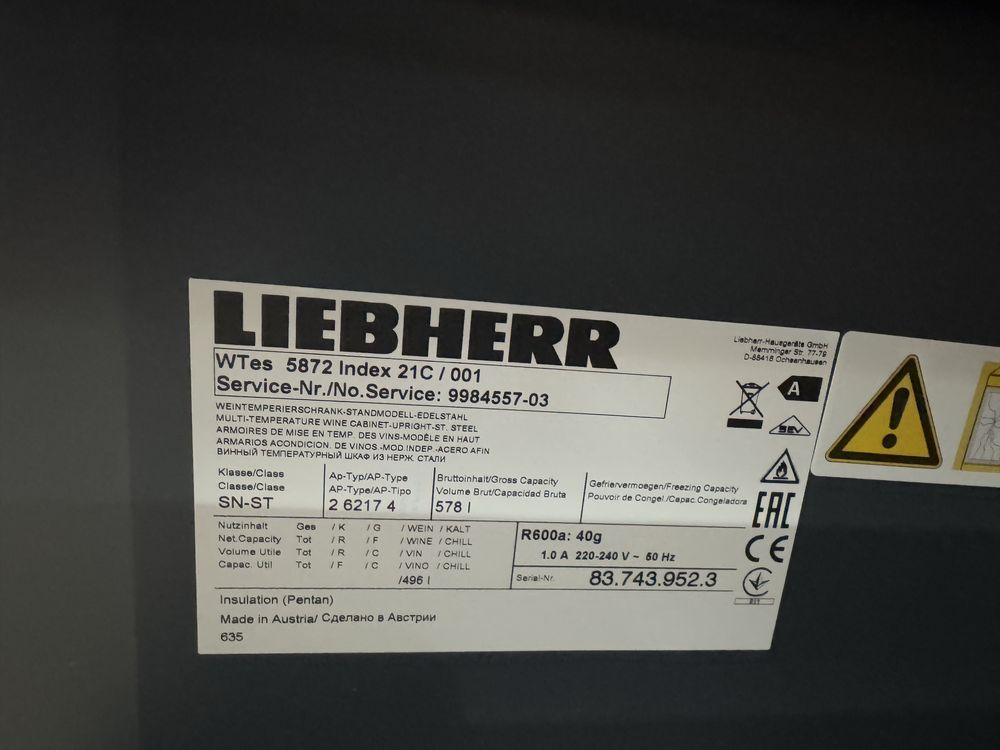 LIEBHERR
Liebherr-Hausgeräte GmbH
Memminger Str. 77-79
D-88416 Ochsenhausen
WTes 5872 Index 21C / 001
Service-Nr./No.Service: 9984557-03
A
WEINTEMPERIERSCHRANK-STANDMODELL-EDELSTAHL
MULTI-TEMPERATURE WINE CABINET-UPRIGHT-ST. STEEL
ARMOIRES DE MISE EN TEMP. DES VINS-MODÈLE EN HAUT
ARMARIOS ACONDICION. DE VINOS.-MOD.INDEP.-ACERO AFIN
ВИННЫЙ ТЕМПЕРАТУРНЫЙ ШКАФ ИЗ НЕРЖ. СТАЛИ
SEV
Klasse/Class
Classe/Clase
SN-ST
Ap-Typ/AP-Type
AP-Type/AP-Tipo
2 6217 4
Bruttoinhalt/Gross Capacity
Volume Brut/Capacidad Bruta
578 l
Gefriervermoegen/Freezing Capacity
Pouvoir de Congel./Capac.Congeladora
EAC
CE
Nutzinhalt Ges / K / G / WEIN / KALT
Net.Capacity Tot / R / F / WINE / CHILL
Volume Utile Tot / R / C / VIN / CHILL
Capac. Util Tot / F / C / VINO / CHILL
/496 l
R600a: 40g
1.0 A 220-240 V ~ 50 Hz
Serial-Nr. 83.743.952.3
Insulation (Pentan)
Made in Austria/ Сделано в Австрии
635